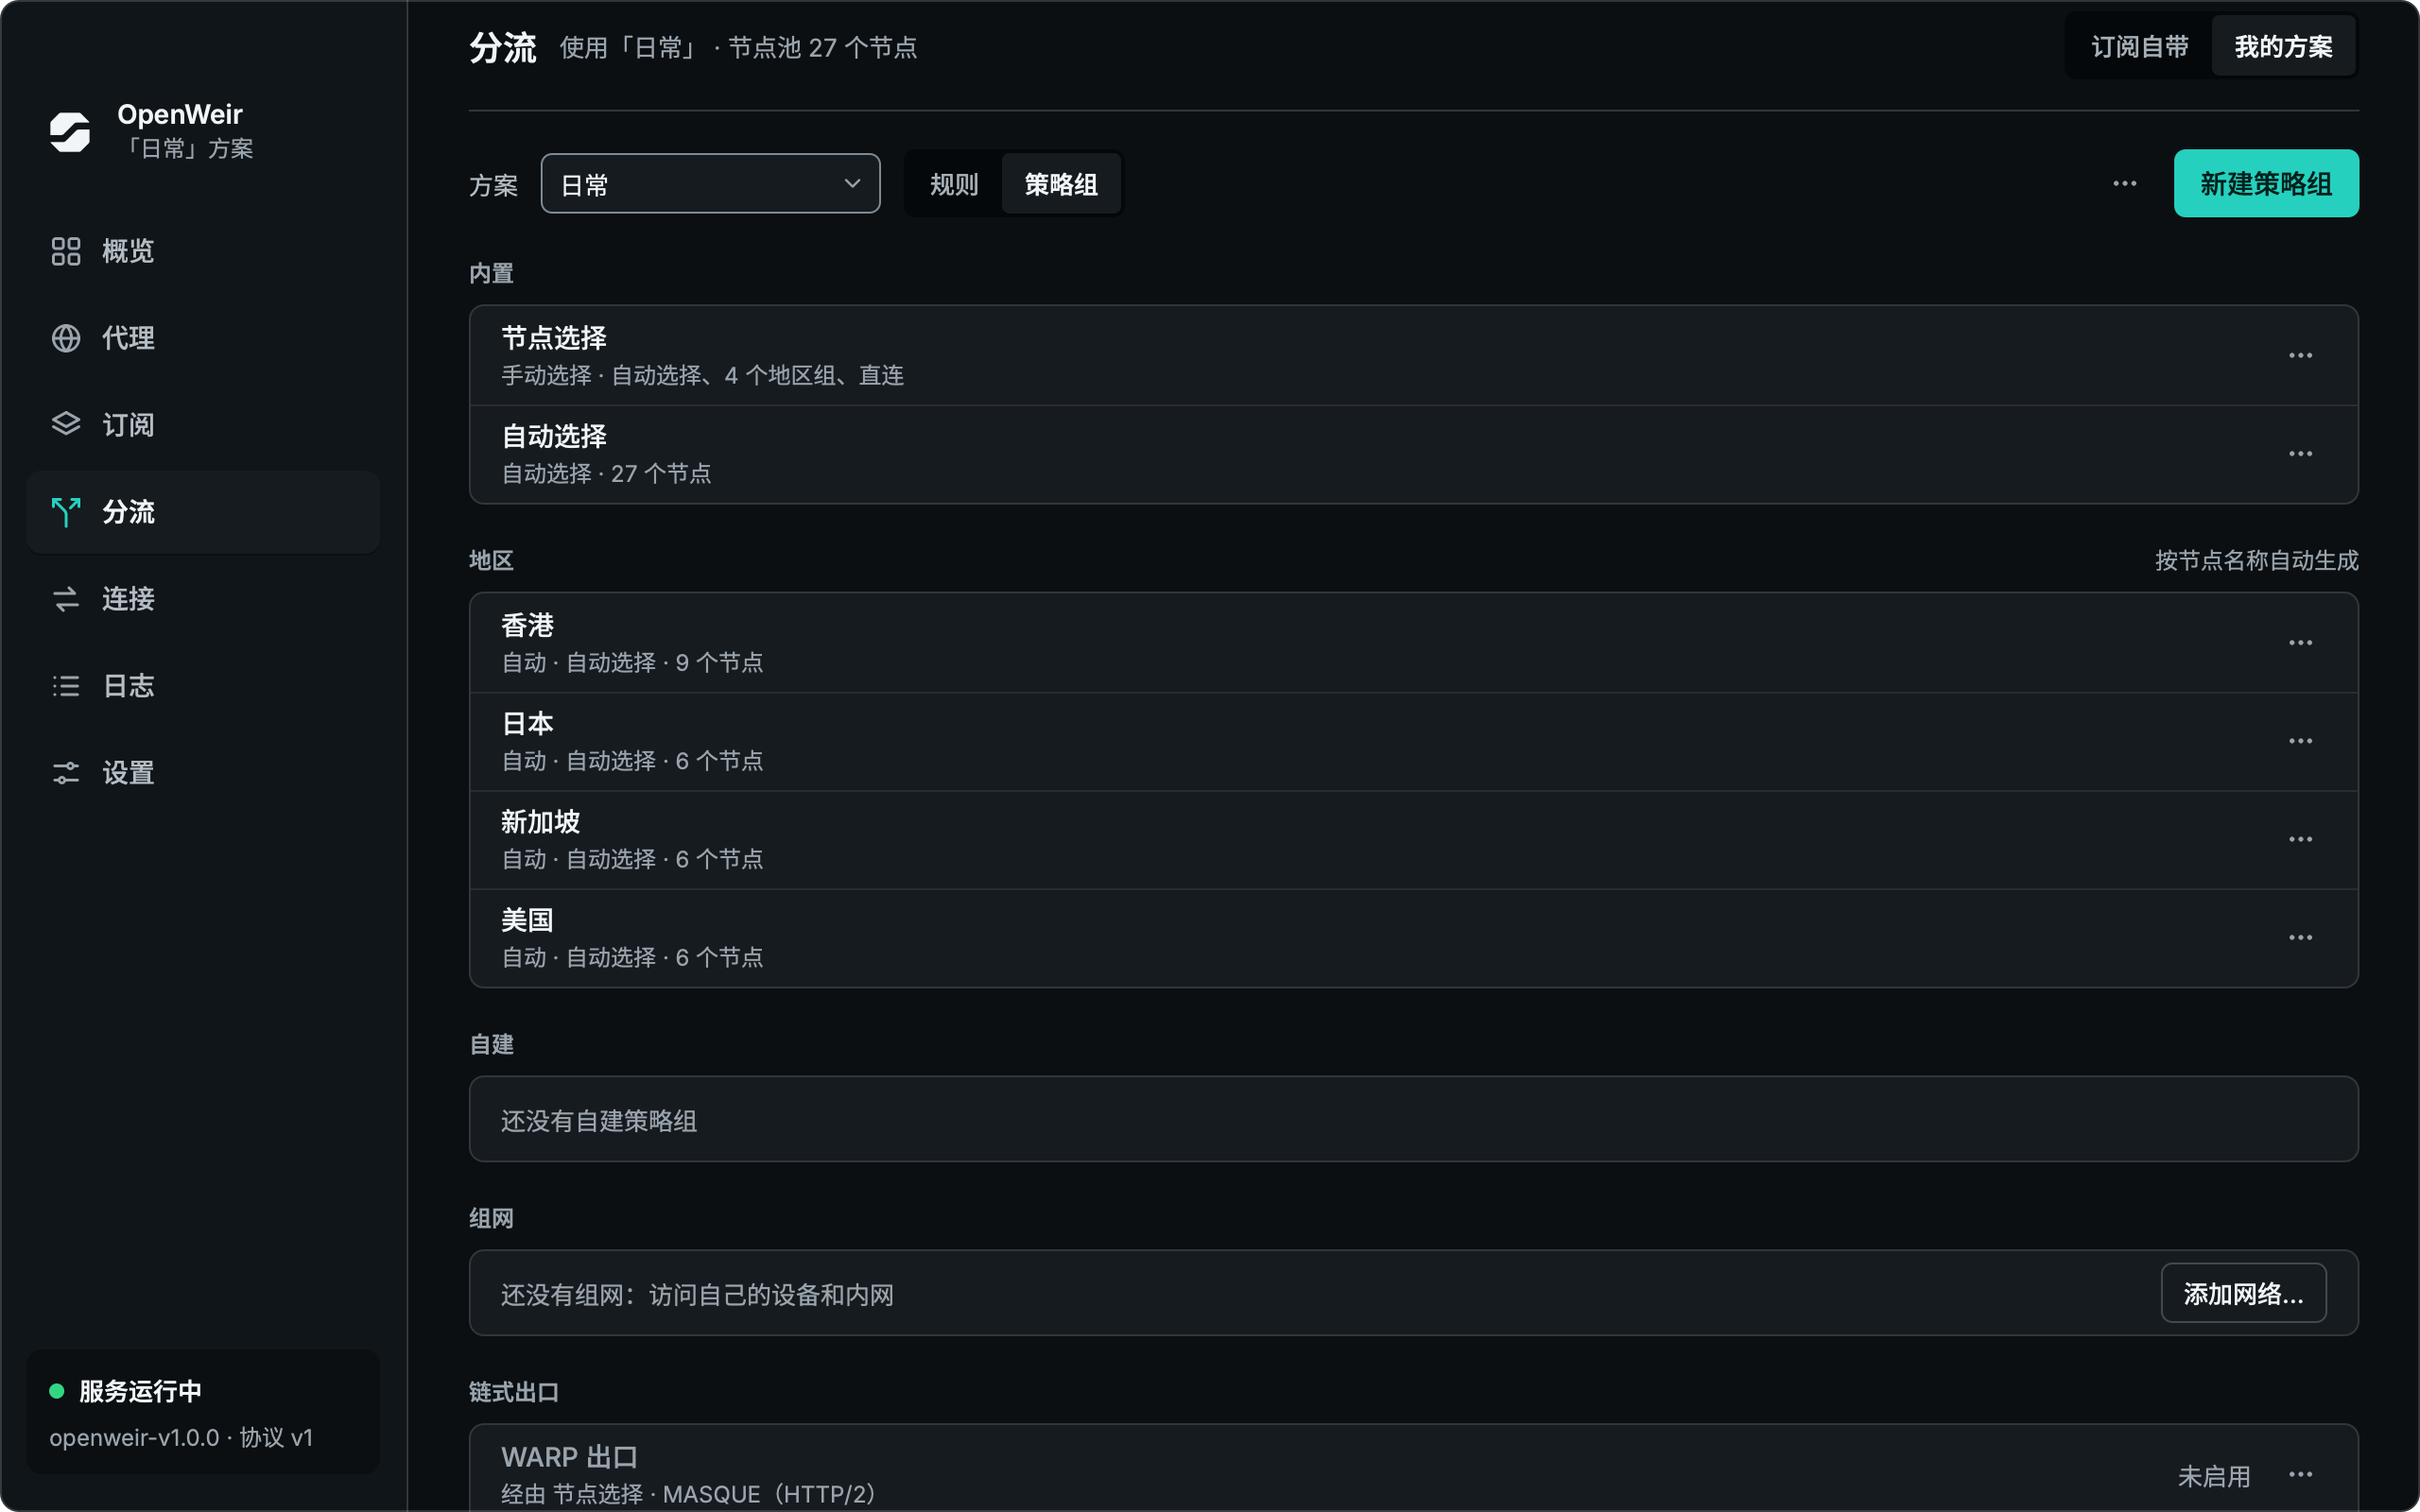 OpenWeir
「日常」方案
概览
代理
订阅
分流
连接
日志
设置
服务运行中
openweir-v1.0.0 · 协议 v1
分流 使用「日常」 · 节点池 27 个节点
订阅自带 我的方案
方案 日常 规则 策略组 新建策略组
内置
节点选择
手动选择 · 自动选择、4 个地区组、直连
自动选择
自动选择 · 27 个节点
地区 按节点名称自动生成
香港
自动 · 自动选择 · 9 个节点
日本
自动 · 自动选择 · 6 个节点
新加坡
自动 · 自动选择 · 6 个节点
美国
自动 · 自动选择 · 6 个节点
自建
还没有自建策略组
组网
还没有组网：访问自己的设备和内网 添加网络...
链式出口
WARP 出口
经由 节点选择 · MASQUE（HTTP/2）
未启用